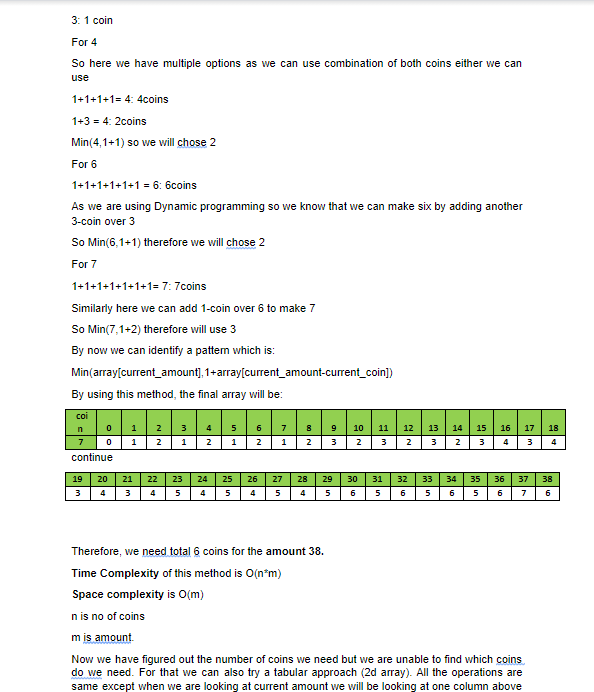 3: 1 coin
For 4
So here we have multiple options as we can use combination of both coins either we can
use
1+1+1+1= 4: 4coins
1+3 = 4: 2coins
Min(4,1+1) so we will chose 2
For 6
1+1+1+1+1+1 = 6: 6coins
As we are using Dynamic programming so we know that we can make six by adding another
3-coin over 3
So Min(6,1+1) therefore we will chose 2
For 7
1+1+1+1+1+1+1= 7: 7coins
Similarly here we can add 1-coin over 6 to make 7
So Min(7,1+2) therefore will use 3
By now we can identify a pattern which is:
Min(array[current_amount],1+array[current_amount-current_coin])
By using this method, the final array will be:
coi
n 0 1 2 3 4 5 6 7 8 9 10 11 12 13 14 15 16 17 18
7 0 1 2 1 2 1 2 1 2 3 2 3 2 3 2 3 4 3 4
continue
19 20 21 22 23 24 25 26 27 28 29 30 31 32 33 34 35 36 37 38
3 4 3 4 5 4 5 4 5 4 5 6 5 6 5 6 5 6 7 6
Therefore, we need total 6 coins for the amount 38.
Time Complexity of this method is O(n*m)
Space complexity is O(m)
n is no of coins
m is amount.
Now we have figured out the number of coins we need but we are unable to find which coins
do we need. For that we can also try a tabular approach (2d array). All the operations are
same except when we are looking at current amount we will be looking at one column above